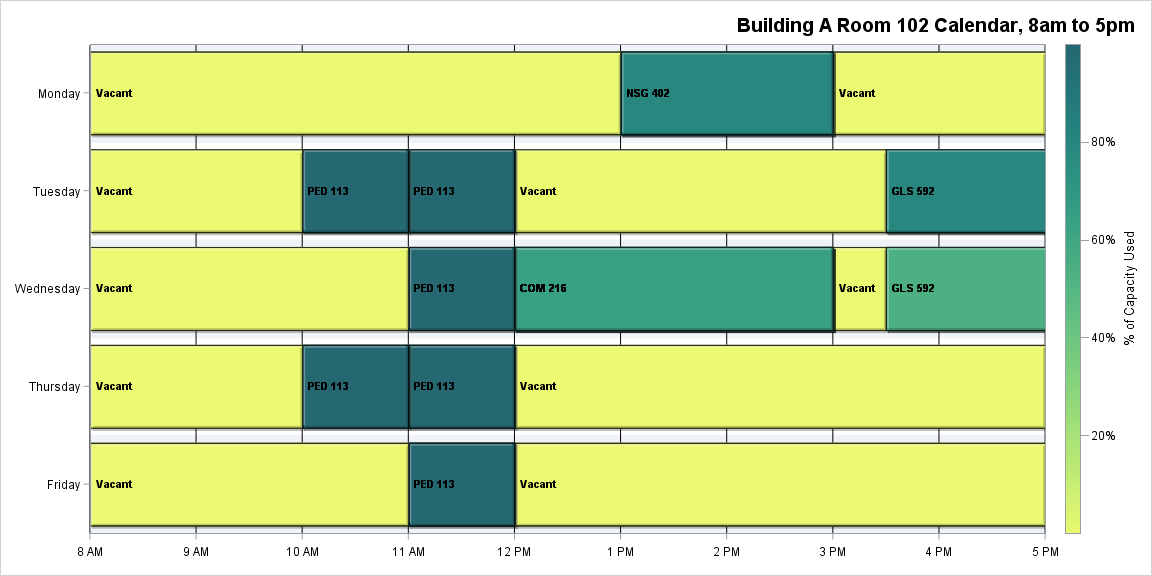 Building A Room 102 Calendar, 8am to 5pm
Monday
Vacant
NSG 402
Vacant
Tuesday
Vacant
PED 113
PED 113
Vacant
GLS 592
Wednesday
Vacant
PED 113
COM 216
Vacant
GLS 592
Thursday
Vacant
PED 113
PED 113
Vacant
Friday
Vacant
PED 113
Vacant
8 AM
9 AM
10 AM
11 AM
12 PM
1 PM
2 PM
3 PM
4 PM
5 PM
80%
60%
40%
20%
% of Capacity Used